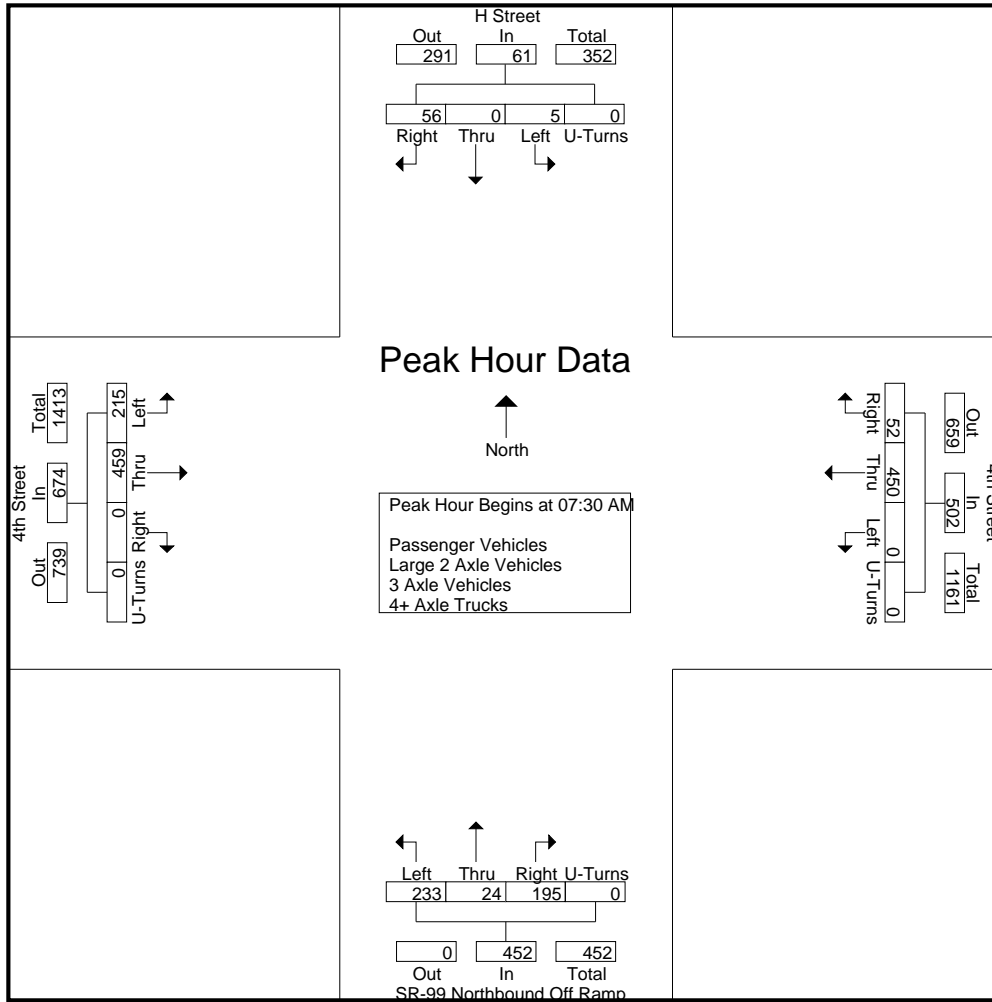 H Street
Out In Total
291 61 352
56 0 5 0
Right Thru Left U-Turns
Peak Hour Data
North
Peak Hour Begins at 07:30 AM
Passenger Vehicles
Large 2 Axle Vehicles
3 Axle Vehicles
4+ Axle Trucks
4th Street
Total In Out
1413 674 739
215 459 0 0
Left Thru Right U-Turns
Right Thru Left U-Turns
52 450 0 0
Out In Total
659 502 1161
4th Street
Left Thru Right U-Turns
233 24 195 0
0 452 452
Out In Total
SR-99 Northbound Off Ramp